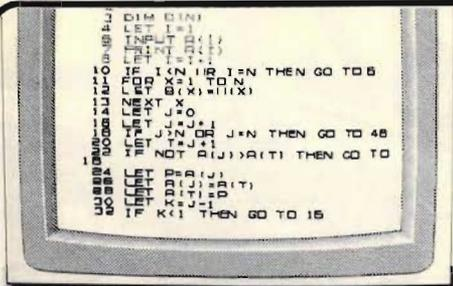 3 DIM D(N)
4 LET I=1
6 INPUT A(I)
7 PRINT A(I)
8 LET I=I+1
10 IF I<N OR I=N THEN GO TO 6
11 FOR X=1 TO N
12 LET B(X)=
13 NEXT X
14 LET J=0
LET J=J+1
IF J>N OR J=N THEN GO TO 48
20 LET T=J+1
22 IF NOT A(J)>A(T) THEN GO TO
24 LET P=A(J)
26 LET A(J)=A(T)
28 LET A(T)=P
30 LET K=J-1
32 IF K<1 THEN GO TO 15